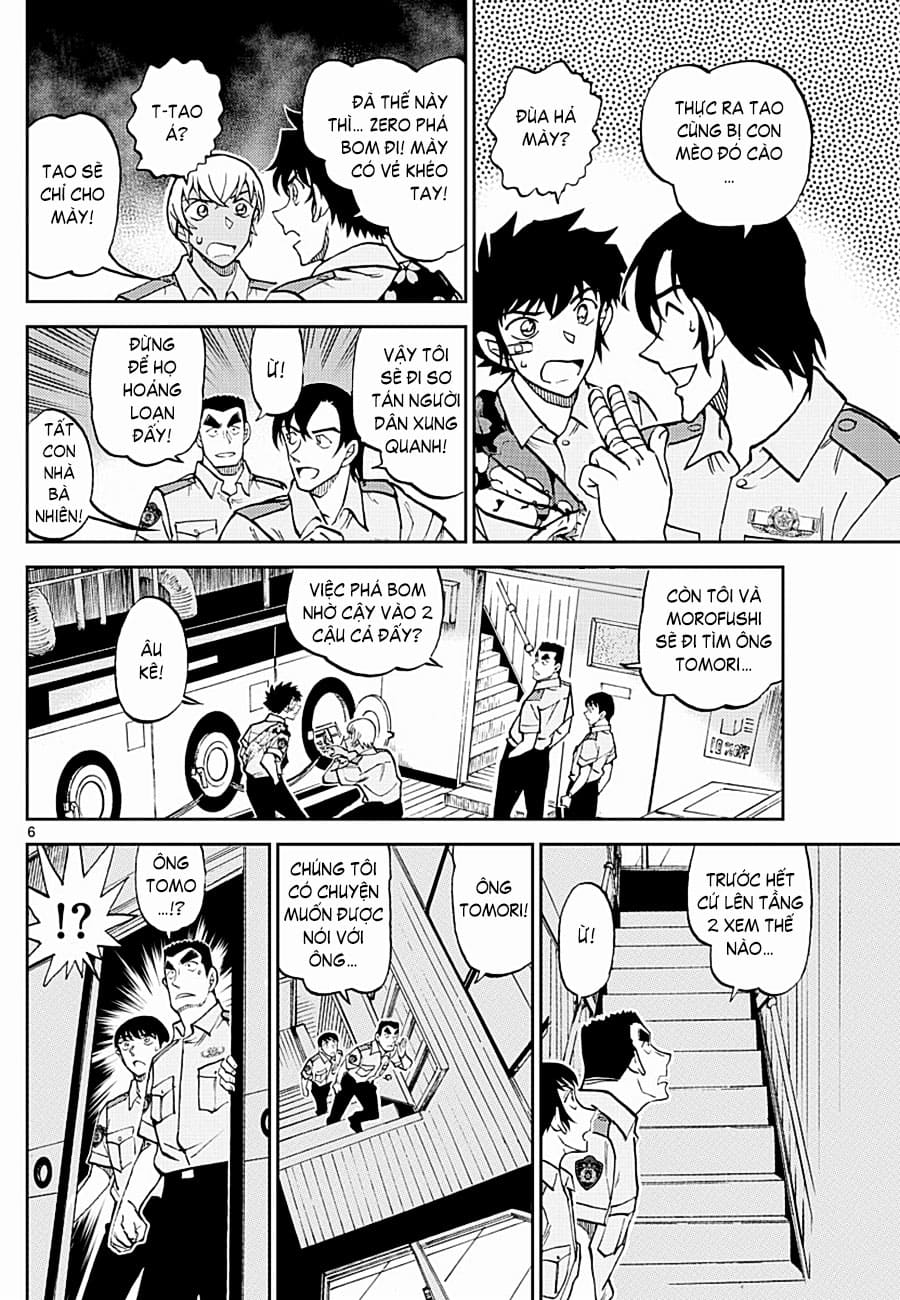 THỰC RA TAO
CŨNG BỊ CON
MÈO ĐÓ CÀO
...
ĐÙA HÁ
MÀY?
ĐÃ THẾ NÀY
THÌ... ZERO PHÁ
BOM ĐI! MÀY
CÓ VẺ KHÉO
TAY!
T-TAO
Á?
TAO SẼ
CHỈ CHO
MÀY!
VẬY TÔI
SẼ ĐI SƠ
TÁN NGƯỜI
DÂN XUNG
QUANH!
Ừ!
ĐỪNG
ĐỂ HỌ
HOẢNG
LOẠN
ĐẤY!
TẤT
CON
NHÀ
BÀ
NHIÊN!
CÒN TÔI VÀ
MOROFUSHI
SẼ ĐI TÌM ÔNG
TOMORI...
VIỆC PHÁ BOM
NHỜ CẬY VÀO 2
CẬU CẢ ĐẤY?
ÂU
KÊ!
6
TRƯỚC HẾT
CỨ LÊN TẦNG
2 XEM THẾ
NÀO...
Ừ!
ÔNG
TOMORI!
CHÚNG TÔI
CÓ CHUYỆN
MUỐN ĐƯỢC
NÓI VỚI
ÔNG...
ÔNG
TOMO
...!?
!?